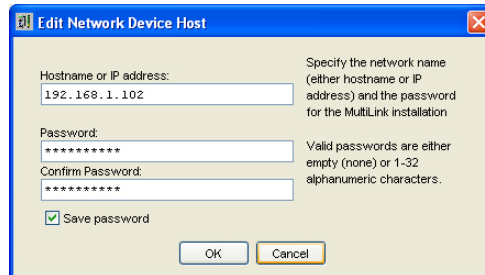 Edit Network Device Host
Hostname or IP address:
192.168.1.102
Specify the network name
(either hostname or IP
address) and the password
for the MultiLink installation
Password:
**********
Confirm Password:
**********
Valid passwords are either
empty (none) or 1-32
alphanumeric characters.
Save password
OK
Cancel